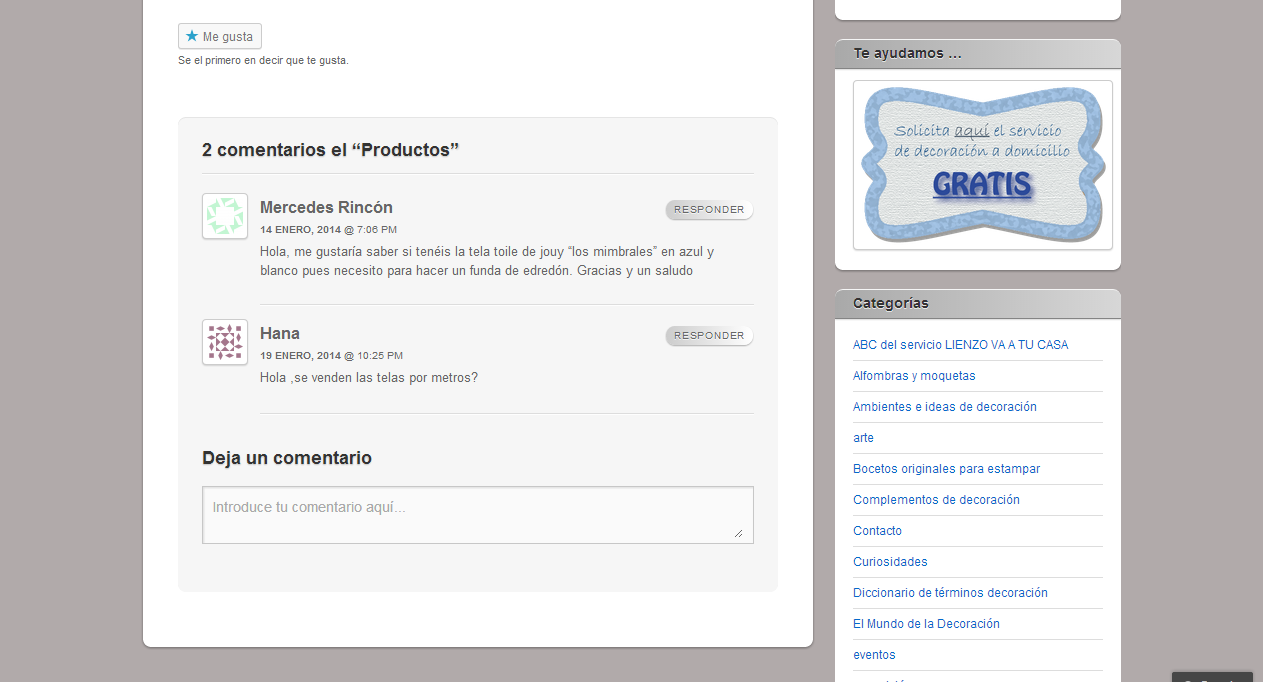 Me gusta
Se el primero en decir que te gusta.
2 comentarios el “Productos”
Mercedes Rincón
RESPONDER
14 ENERO, 2014 @ 7:06 PM
Hola, me gustaría saber si tenéis la tela toile de jouy “los mimbrales” en azul y
blanco pues necesito para hacer un funda de edredón. Gracias y un saludo
Hana
RESPONDER
19 ENERO, 2014 @ 10:25 PM
Hola ,se venden las telas por metros?
Deja un comentario
Introduce tu comentario aquí...
Te ayudamos ...
Solicita aquí el servicio
de decoración a domicilio
GRATIS
Categorías
ABC del servicio LIENZO VA A TU CASA
Alfombras y moquetas
Ambientes e ideas de decoración
arte
Bocetos originales para estampar
Complementos de decoración
Contacto
Curiosidades
Diccionario de términos decoración
El Mundo de la Decoración
eventos